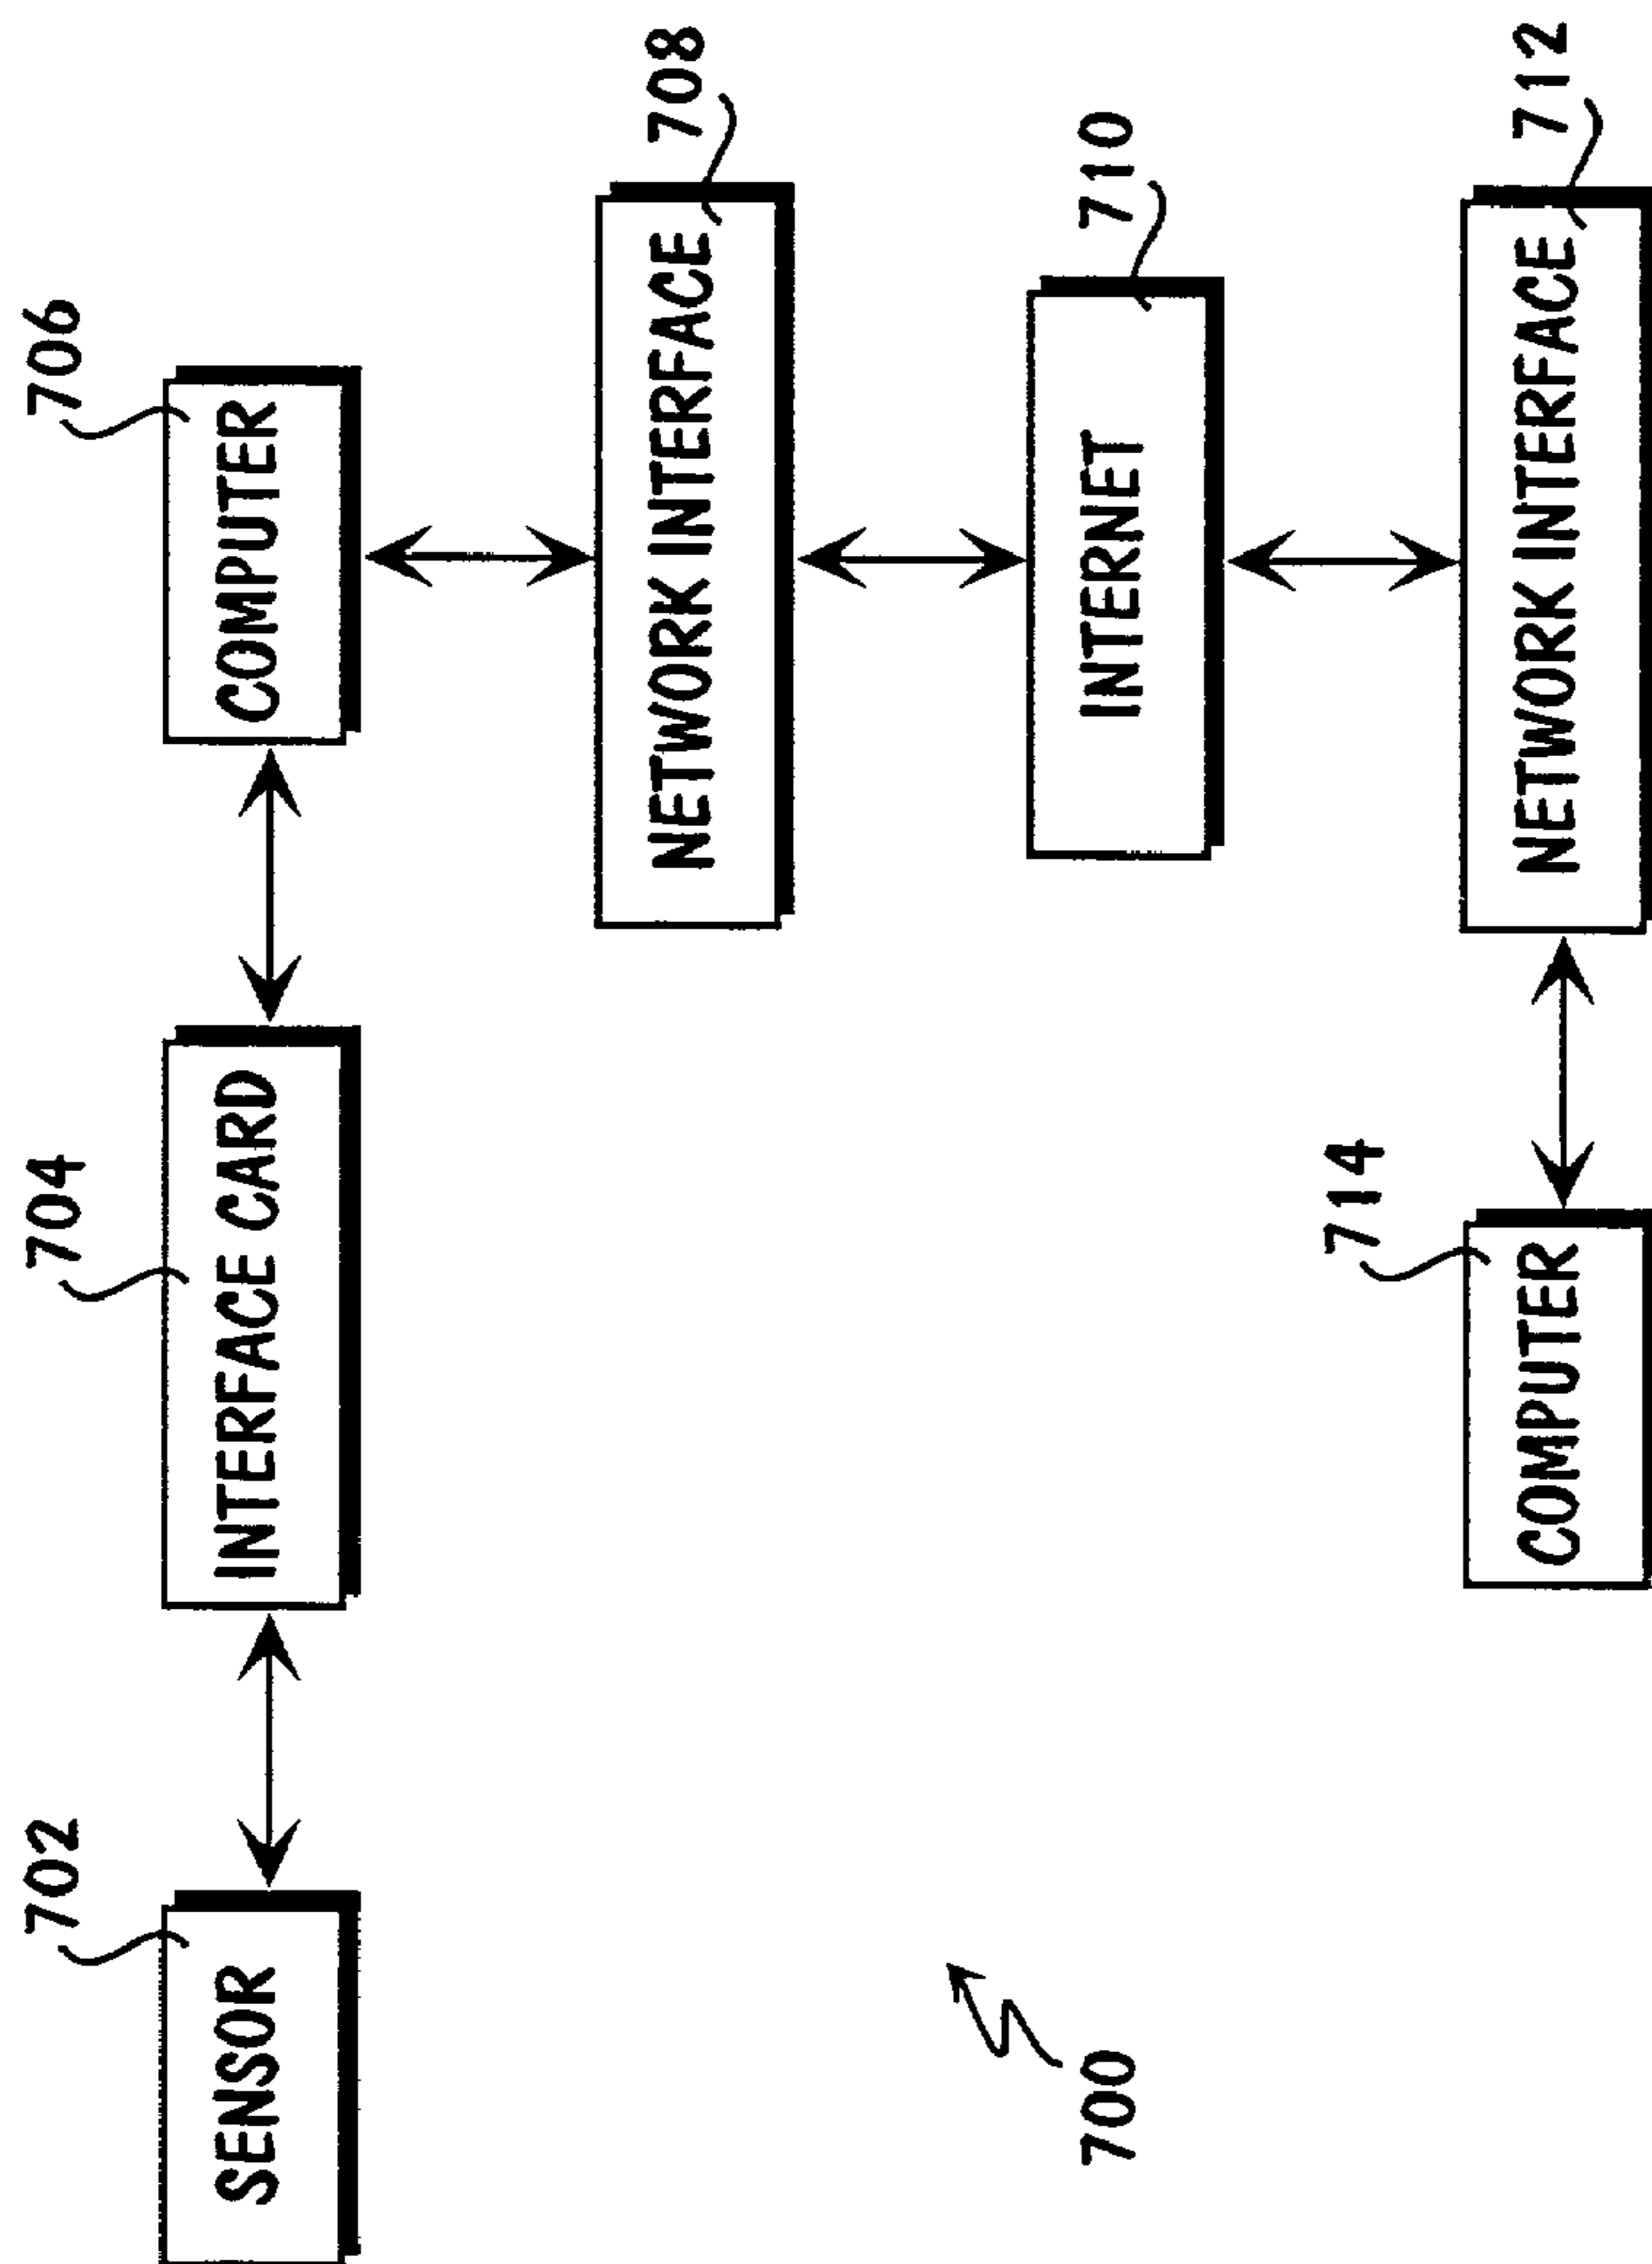 702
704
706
SENSOR
INTERFACE CARD
COMPUTER
708
NETWORK INTERFACE
700
710
INTERNET
714
712
COMPUTER
NETWORK INTERFACE